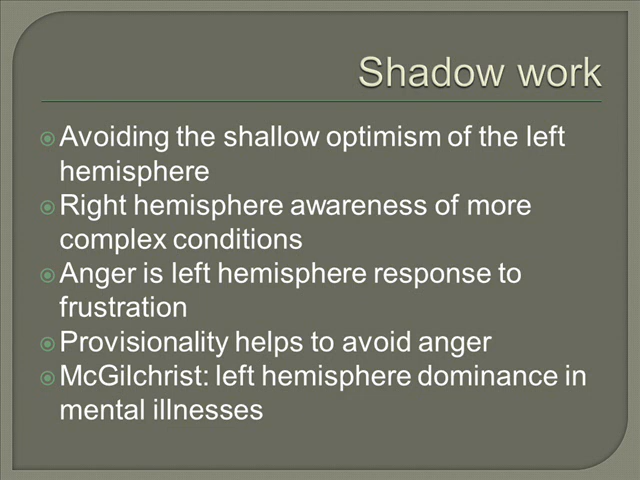 Shadow work
Avoiding the shallow optimism of the left
hemisphere
Right hemisphere awareness of more
complex conditions
Anger is left hemisphere response to
frustration
Provisionality helps to avoid anger
McGilchrist: left hemisphere dominance in
mental illnesses